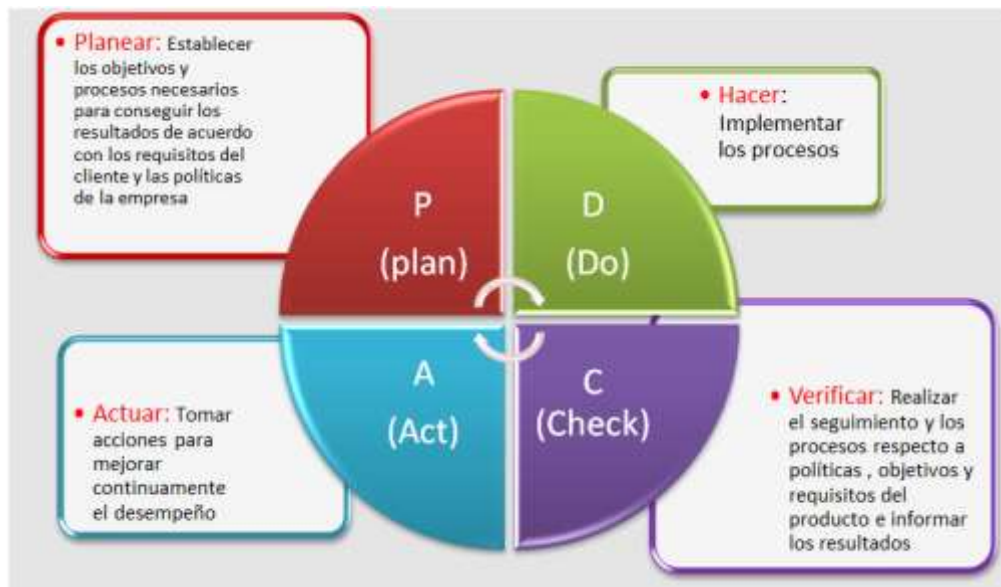 • Planear: Establecer
los objetivos y
procesos necesarios
para conseguir los
resultados de acuerdo
con los requisitos del
cliente y las políticas
de la empresa
• Hacer:
Implementar
los procesos
P
(plan)
D
(Do)
A
(Act)
C
(Check)
• Actuar: Tomar
acciones para
mejorar
continuamente
el desempeño
• Verificar: Realizar
el seguimiento y los
procesos respecto a
políticas , objetivos y
requisitos del
producto e informar
los resultados